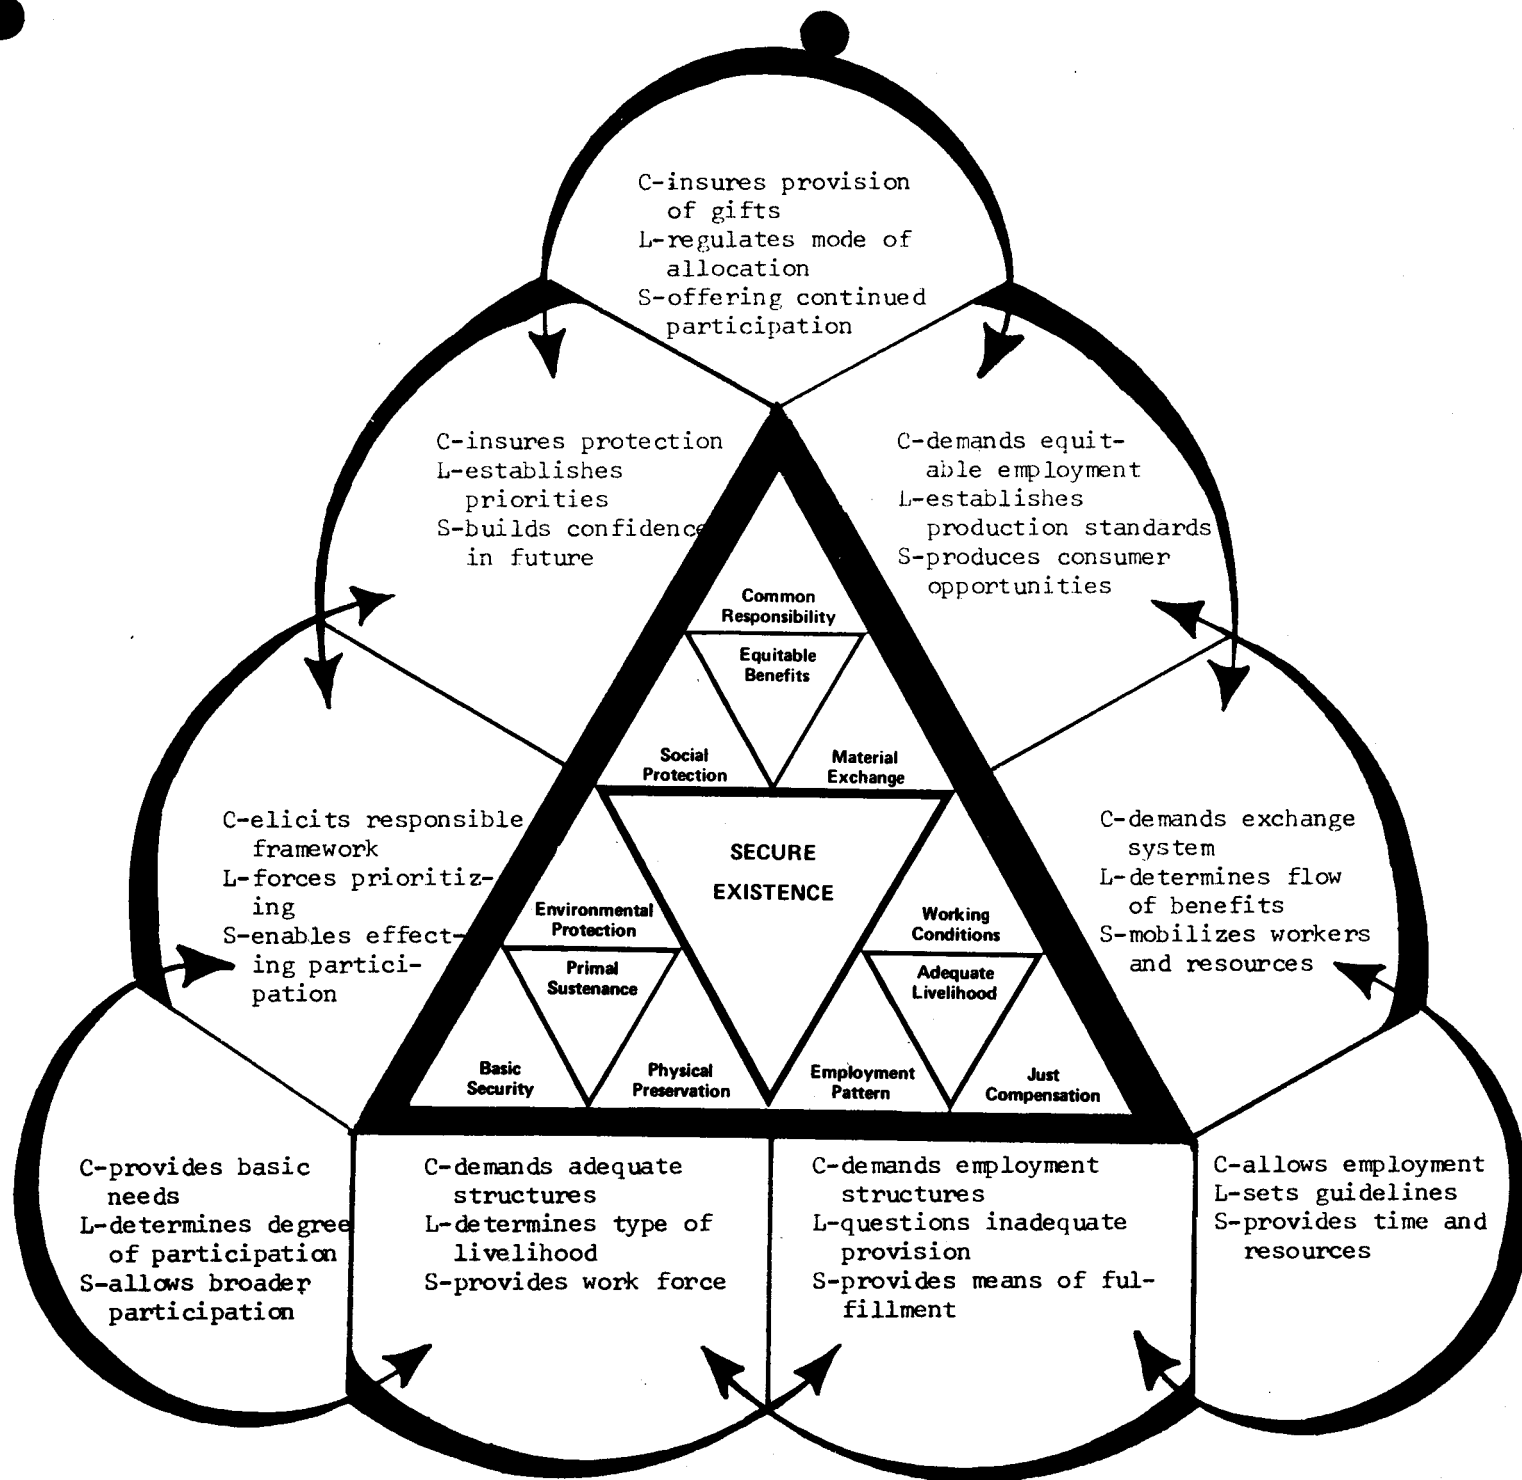 C-insures provision
of gifts
L-regulates mode of
allocation
S-offering continued
participation
C-insures protection
L-establishes
priorities
S-builds confidence
in future
C-demands equit-
able employment
L-establishes
production standards
S-produces consumer
opportunities
Common
Responsibility
Equitable
Benefits
Social
Protection
Material
Exchange
C-elicits responsible
framework
L-forces prioritiz-
ing
S-enables effect-
ing partici-
pation
SECURE
EXISTENCE
C-demands exchange
system
L-determines flow
of benefits
S-mobilizes workers
and resources
Environmental
Protection
Primal
Sustenance
Basic
Security
Physical
Preservation
Working
Conditions
Adequate
Livelihood
Employment
Pattern
Just
Compensation
C-provides basic
needs
L-determines degree
of participation
S-allows broader
participation
C-demands adequate
structures
L-determines type of
livelihood
S-provides work force
C-demands employment
structures
L-questions inadequate
provision
S-provides means of ful-
fillment
C-allows employment
L-sets guidelines
S-provides time and
resources